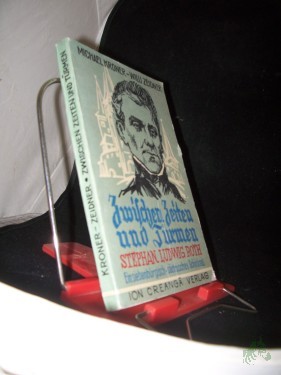 MICHAEL KRONER - WILLI ZEIDNER
KRONER - ZEIDNER • ZWISCHEN ZEITEN UND TÜRMEN
Zwischen Zeiten
und Türmen
STEPHAN LUDWIG ROTH
ION CREANGĂ VERLAG